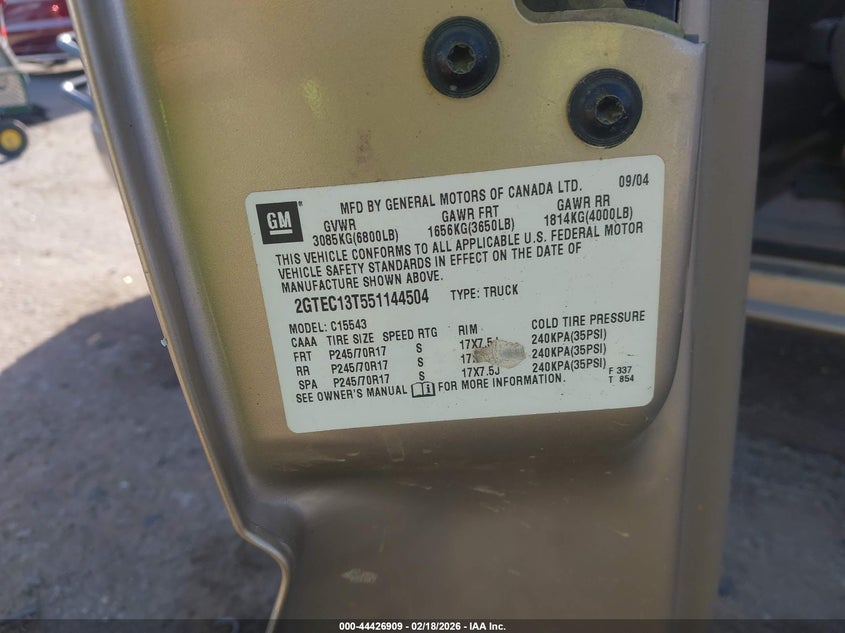 GM
MFD BY GENERAL MOTORS OF CANADA LTD. 09/04
GVWR GAWR FRT GAWR RR
3085KG(6800LB) 1656KG(3650LB) 1814KG(4000LB)
THIS VEHICLE CONFORMS TO ALL APPLICABLE U.S. FEDERAL MOTOR
VEHICLE SAFETY STANDARDS IN EFFECT ON THE DATE OF
MANUFACTURE SHOWN ABOVE.
2GTEC13T551144504 TYPE: TRUCK
MODEL: C15543
CAAA TIRE SIZE SPEED RTG RIM COLD TIRE PRESSURE
FRT P245/70R17 S 17X7.5J 240KPA(35PSI)
RR P245/70R17 S 240KPA(35PSI)
SPA P245/70R17 S 17X7.5J 240KPA(35PSI)
SEE OWNER'S MANUAL FOR MORE INFORMATION.
F 337
T 854
000-44426909 | 02/18/2026 - IAA Inc.